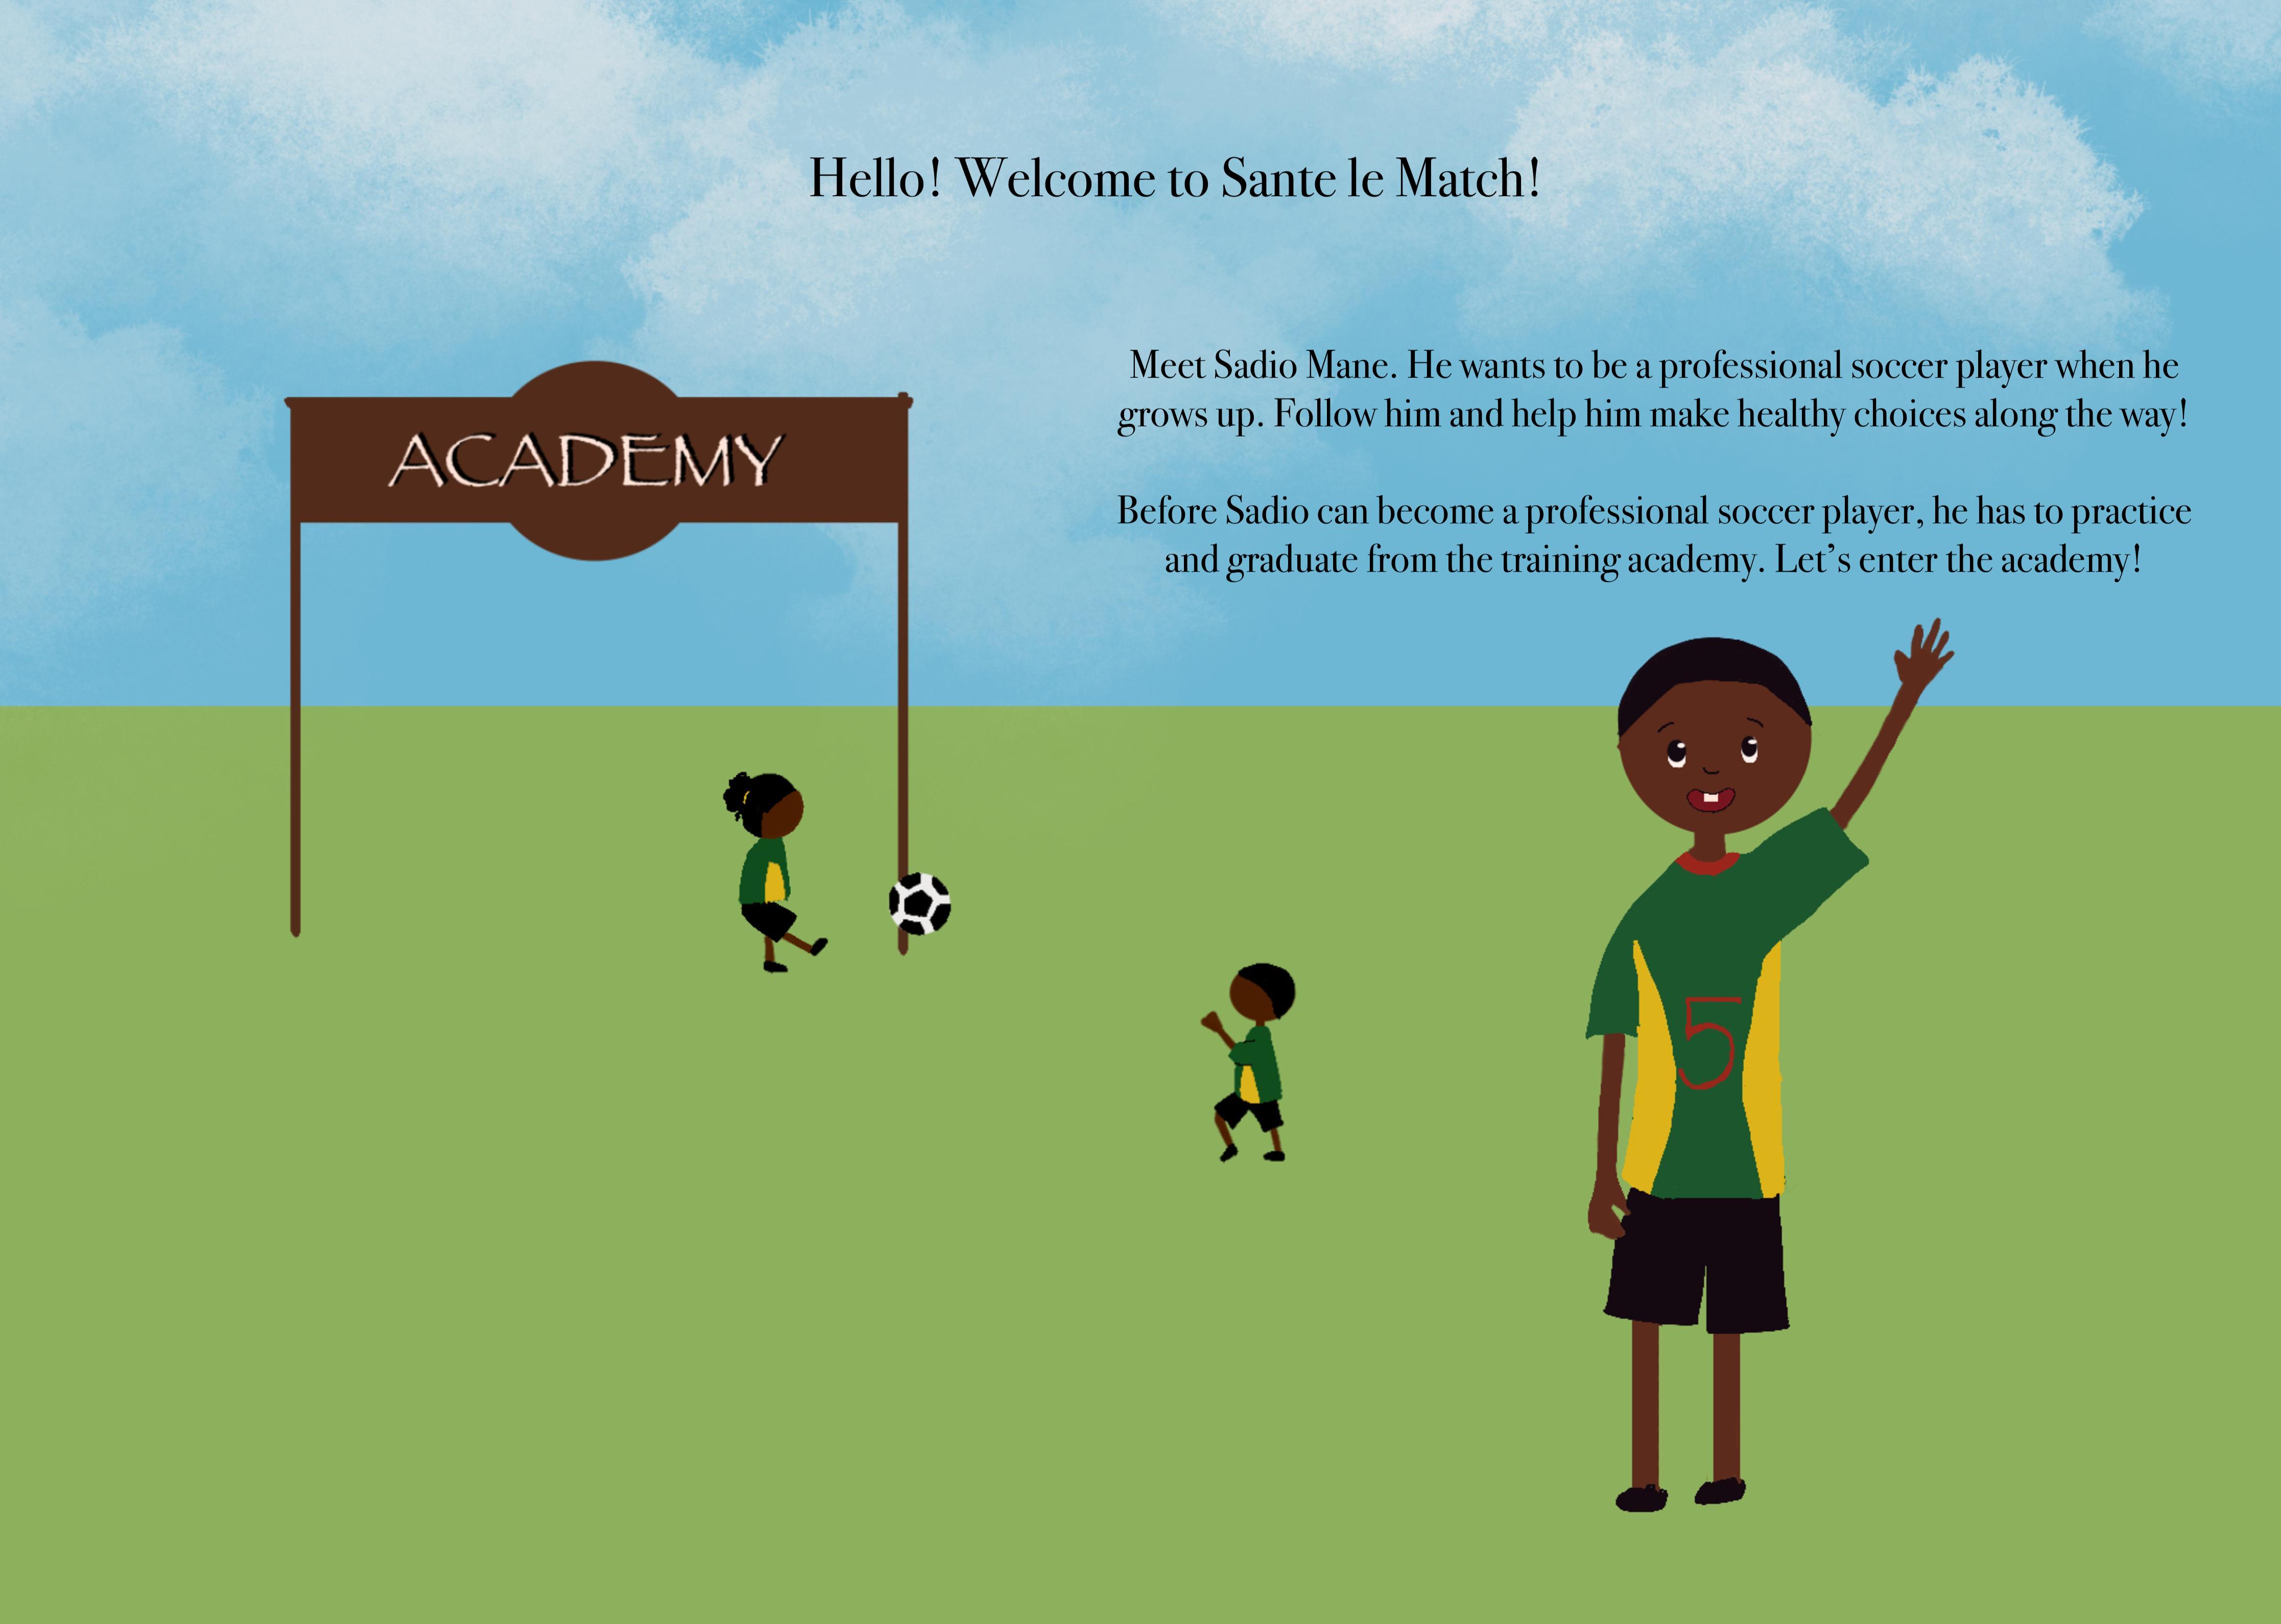 Hello! Welcome to Sante le Match!
ACADEMY
Meet Sadio Mane. He wants to be a professional soccer player when he
grows up. Follow him and help him make healthy choices along the way!
Before Sadio can become a professional soccer player, he has to practice
and graduate from the training academy. Let’s enter the academy!
5